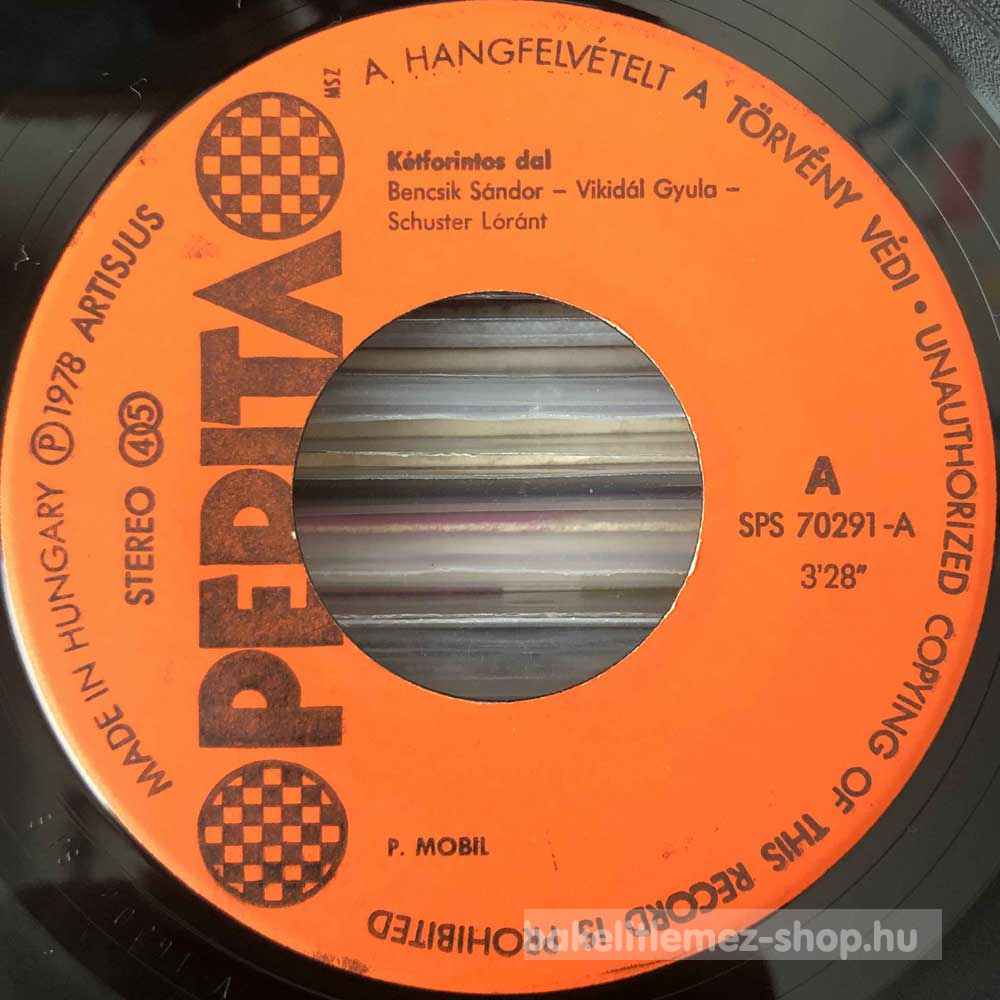 A HANGFELVÉTELT A TÖRVÉNY VÉDI • UNAUTHORIZED COPYING OF THIS RECORD IS PROHIBITED
MSZ
Kétforintos dal
Bencsik Sándor – Vikidál Gyula –
Schuster Lóránt
PEPITA
STEREO 45
MADE IN HUNGARY Ⓟ 1978 ARTISJUS
A
SPS 70291-A
3'28"
P. MOBIL
bakelitlemez-shop.hu